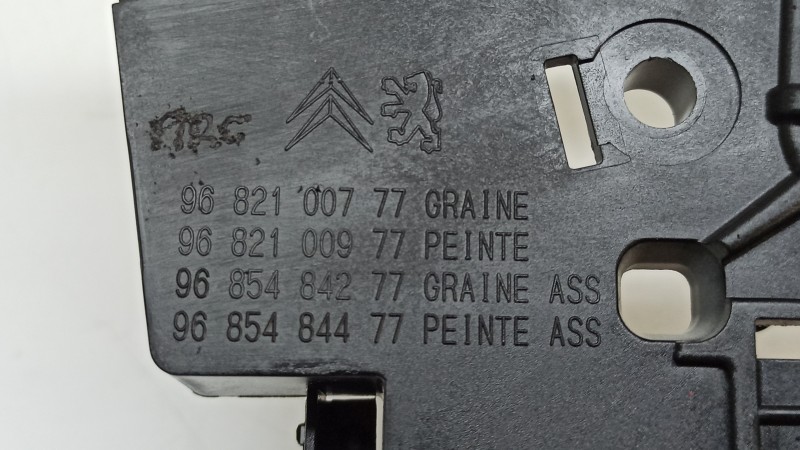 96 821 007 77 GRAINE
96 821 009 77 PEINTE
96 854 842 77 GRAINE ASS
96 854 844 77 PEINTE ASS